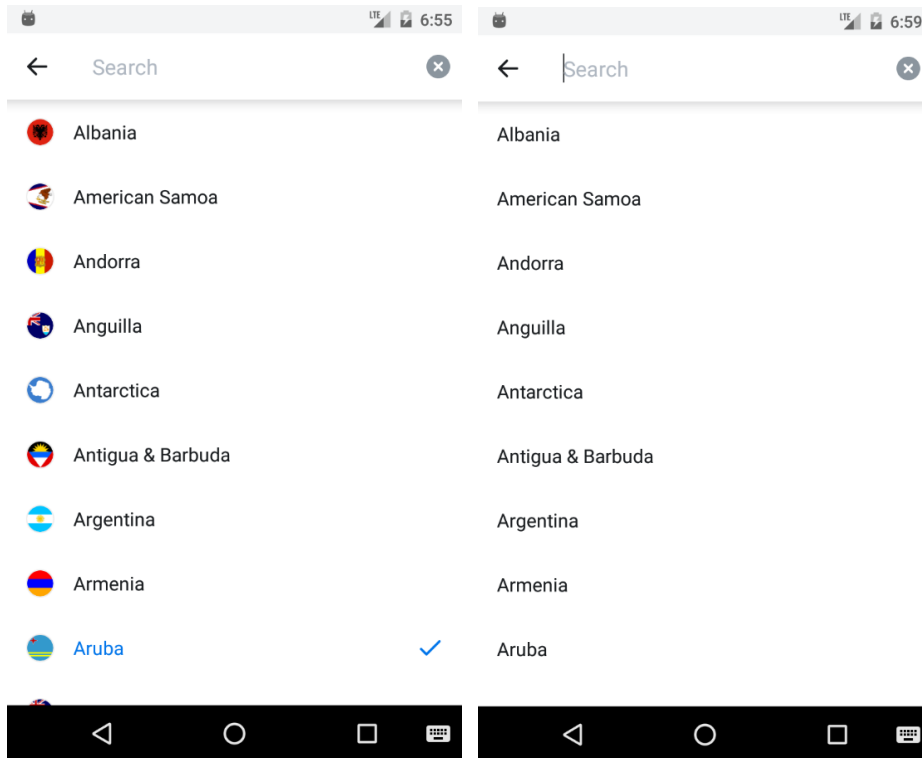 LTE 6:55
Search
Albania
American Samoa
Andorra
Anguilla
Antarctica
Antigua & Barbuda
Argentina
Armenia
Aruba
LTE 6:59
Search
Albania
American Samoa
Andorra
Anguilla
Antarctica
Antigua & Barbuda
Argentina
Armenia
Aruba